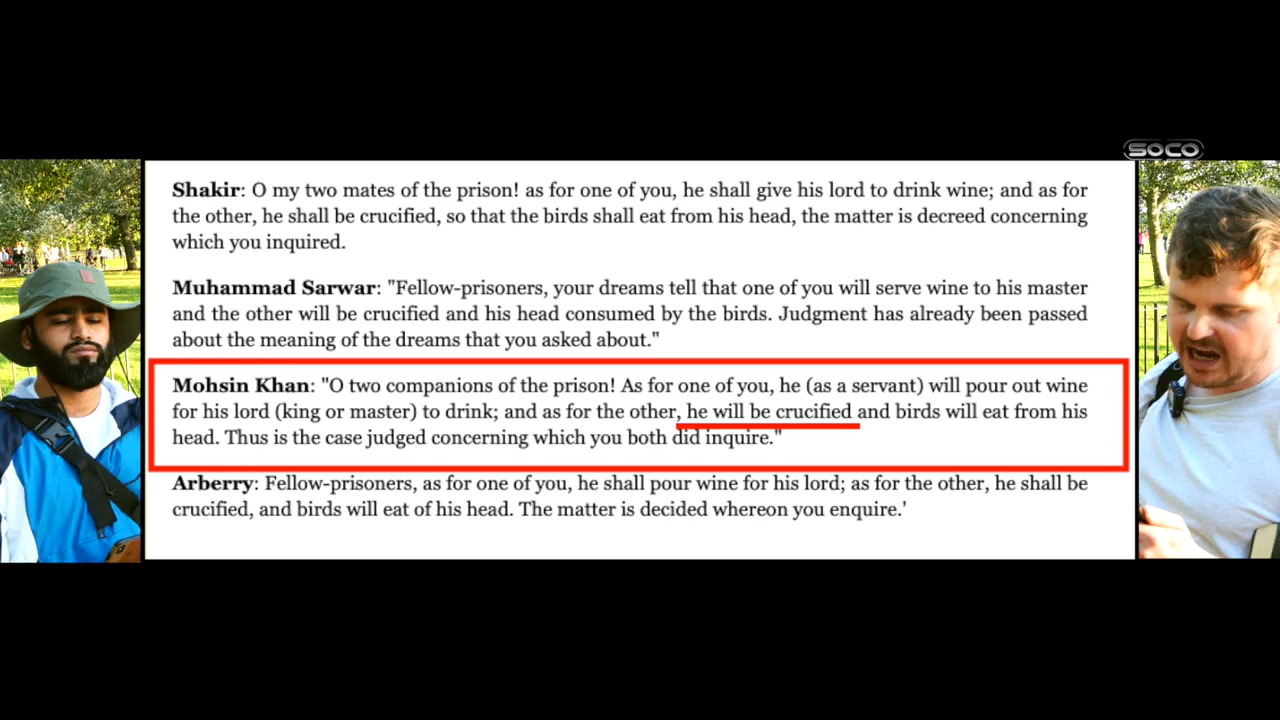 SOCO
Shakir: O my two mates of the prison! as for one of you, he shall give his lord to drink wine; and as for
the other, he shall be crucified, so that the birds shall eat from his head, the matter is decreed concerning
which you inquired.
Muhammad Sarwar: "Fellow-prisoners, your dreams tell that one of you will serve wine to his master
and the other will be crucified and his head consumed by the birds. Judgment has already been passed
about the meaning of the dreams that you asked about."
Mohsin Khan: "O two companions of the prison! As for one of you, he (as a servant) will pour out wine
for his lord (king or master) to drink; and as for the other, he will be crucified and birds will eat from his
head. Thus is the case judged concerning which you both did inquire."
Arberry: Fellow-prisoners, as for one of you, he shall pour wine for his lord; as for the other, he shall be
crucified, and birds will eat of his head. The matter is decided whereon you enquire.'